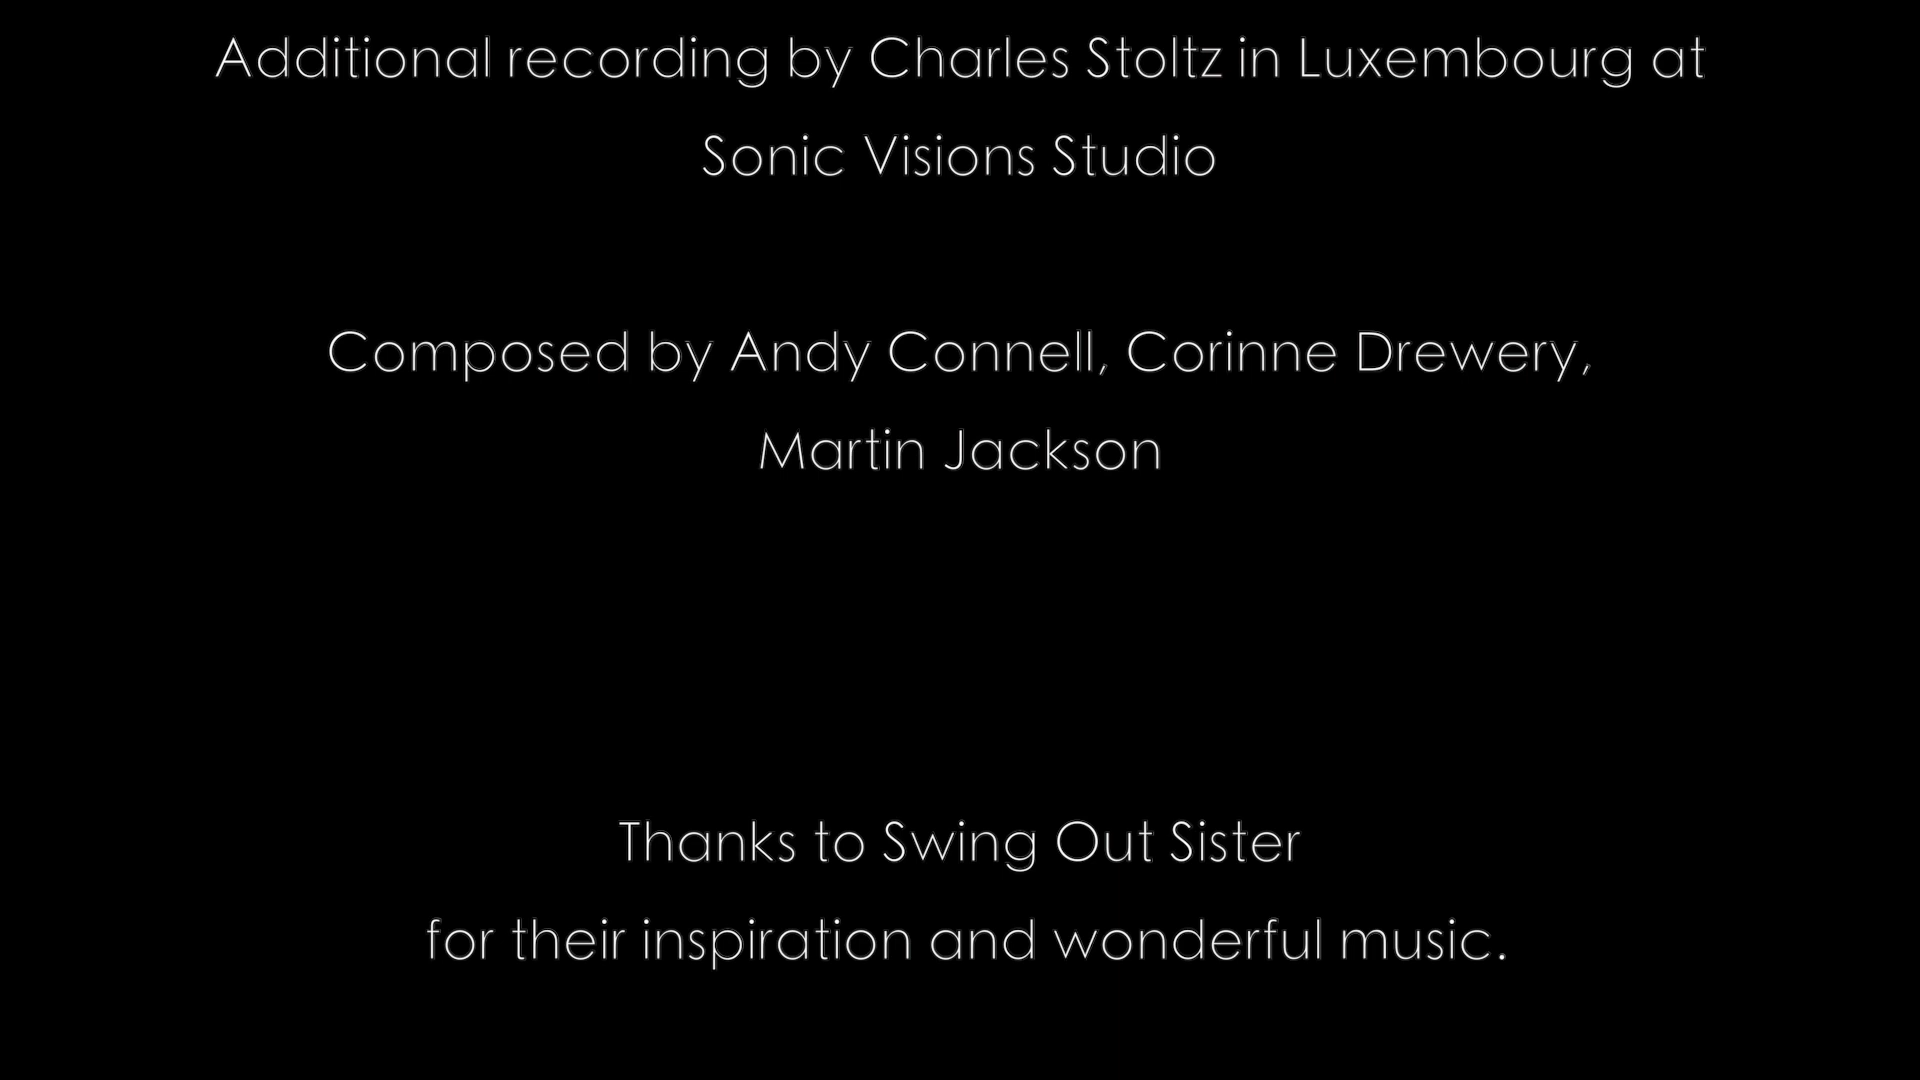 Additional recording by Charles Stoltz in Luxembourg at
Sonic Visions Studio
Composed by Andy Connell, Corinne Drewery,
Martin Jackson
Thanks to Swing Out Sister
for their inspiration and wonderful music.